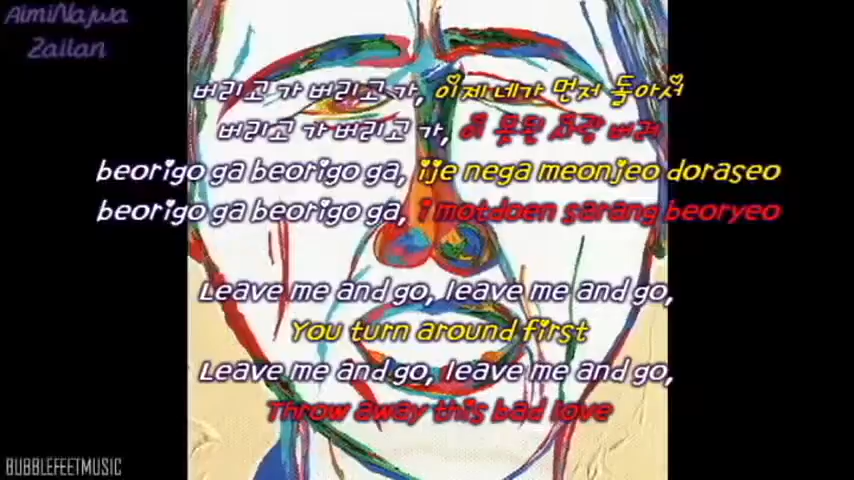 AimiNajwa
Zailan
버리고 가 버리고 가, 이제 네가 먼저 돌아서
버리고 가 버리고 가, 이 못된 사랑 버려
beorigo ga beorigo ga, ije nega meonjeo doraseo
beorigo ga beorigo ga, i motdoen sarang beoryeo
Leave me and go, leave me and go,
You turn around first
Leave me and go, leave me and go,
Throw away this bad love
BUBBLEFEETMUSIC